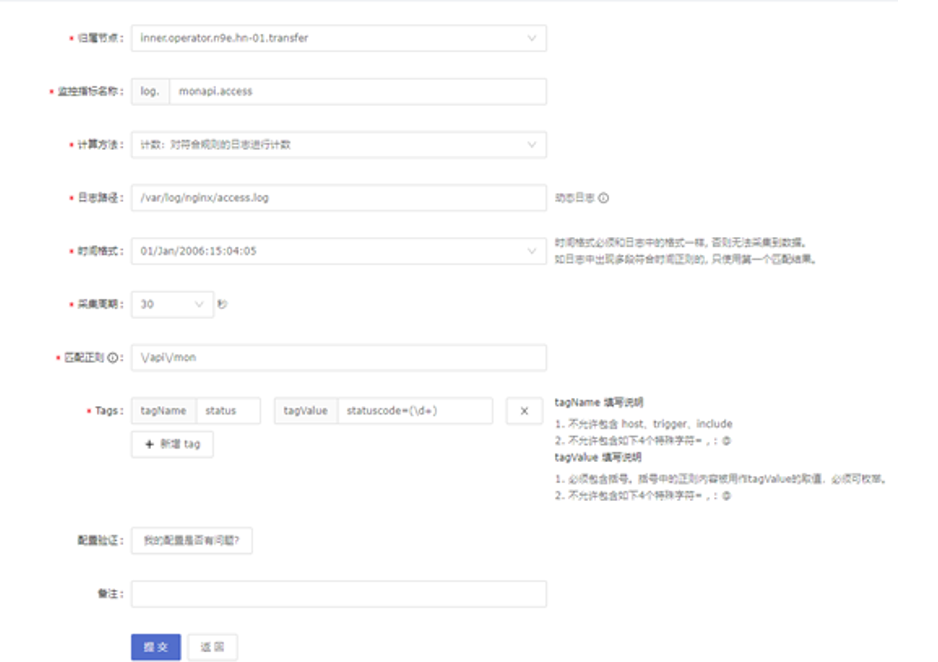 * 归属节点： inner.operator.n9e.hn-01.transfer
* 监控指标名称： log. monapi.access
* 计算方法： 计数：对符合规则的日志进行计数
* 日志路径： /var/log/nginx/access.log 动态日志
* 时间格式： 01/Jan/2006:15:04:05
时间格式必须和日志中的格式一样, 否则无法采集到数据。
如日志中出现多段符合时间正则的, 只使用第一个匹配结果。
* 采集周期： 30 秒
* 匹配正则 ： \/api\/mon
* Tags： tagName status tagValue statuscode=(\d+) X
+ 新增 tag
tagName 填写说明
1. 不允许包含 host、trigger、include
2. 不允许包含如下4个特殊字符= , : @
tagValue 填写说明
1. 必须包含括号。括号中的正则内容被用作tagValue的取值，必须可枚举。
2. 不允许包含如下4个特殊字符= , : @
配置验证： 我的配置是否有问题?
备注：
提 交 返 回